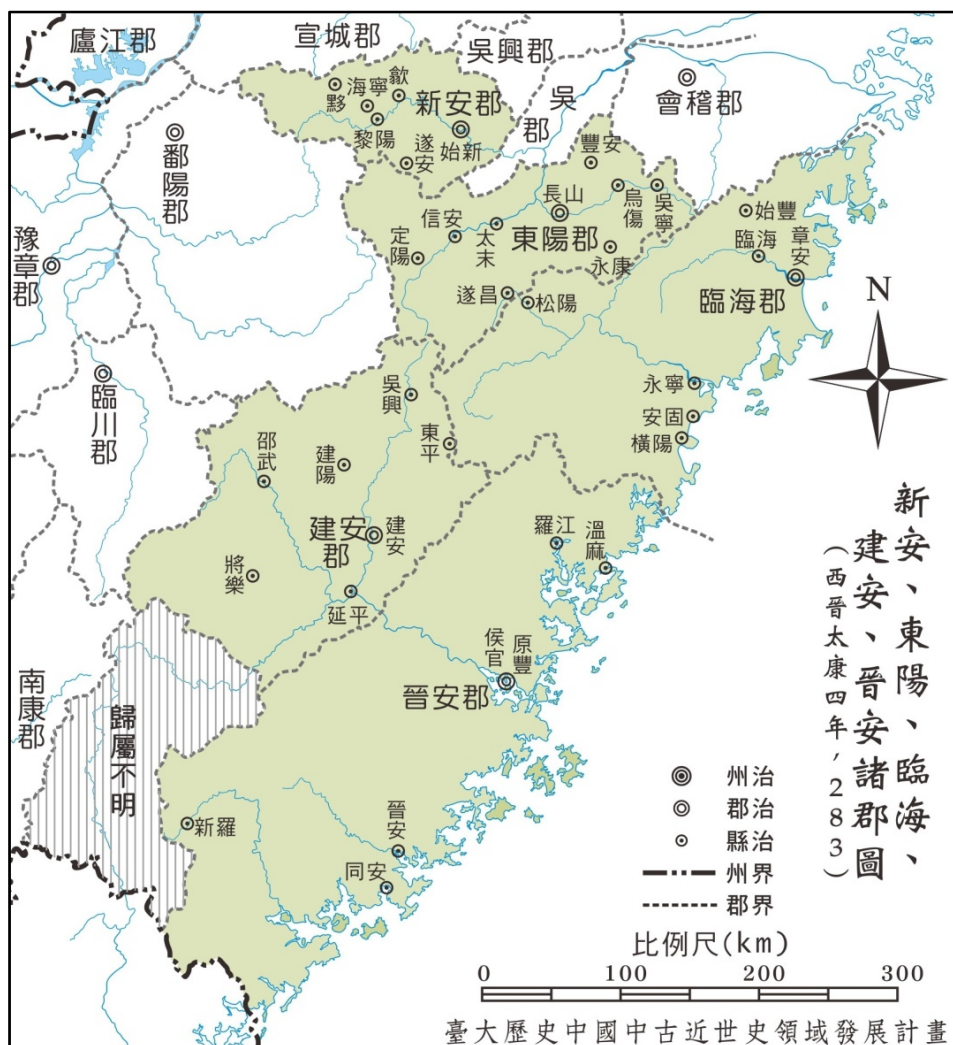 廬江郡
宣城郡
吳興郡
吳郡
會稽郡
鄱陽郡
豫章郡
臨川郡
南康郡
歸屬不明
新安郡
黟
海寧
歙
黎陽
遂安
始新
東陽郡
豐安
長山
烏傷
吳寧
信安
太末
定陽
永康
臨海郡
始豐
臨海
章安
遂昌
松陽
永寧
安固
橫陽
建安郡
吳興
東平
邵武
建陽
建安
將樂
延平
晉安郡
羅江
溫麻
侯官
原豐
新羅
晉安
同安
N
新安、東陽、臨海、
建安、晉安諸郡圖
(西晉太康四年,283)
州治
郡治
縣治
州界
郡界
比例尺(km)
0 100 200 300
臺大歷史中國中古近世史領域發展計畫